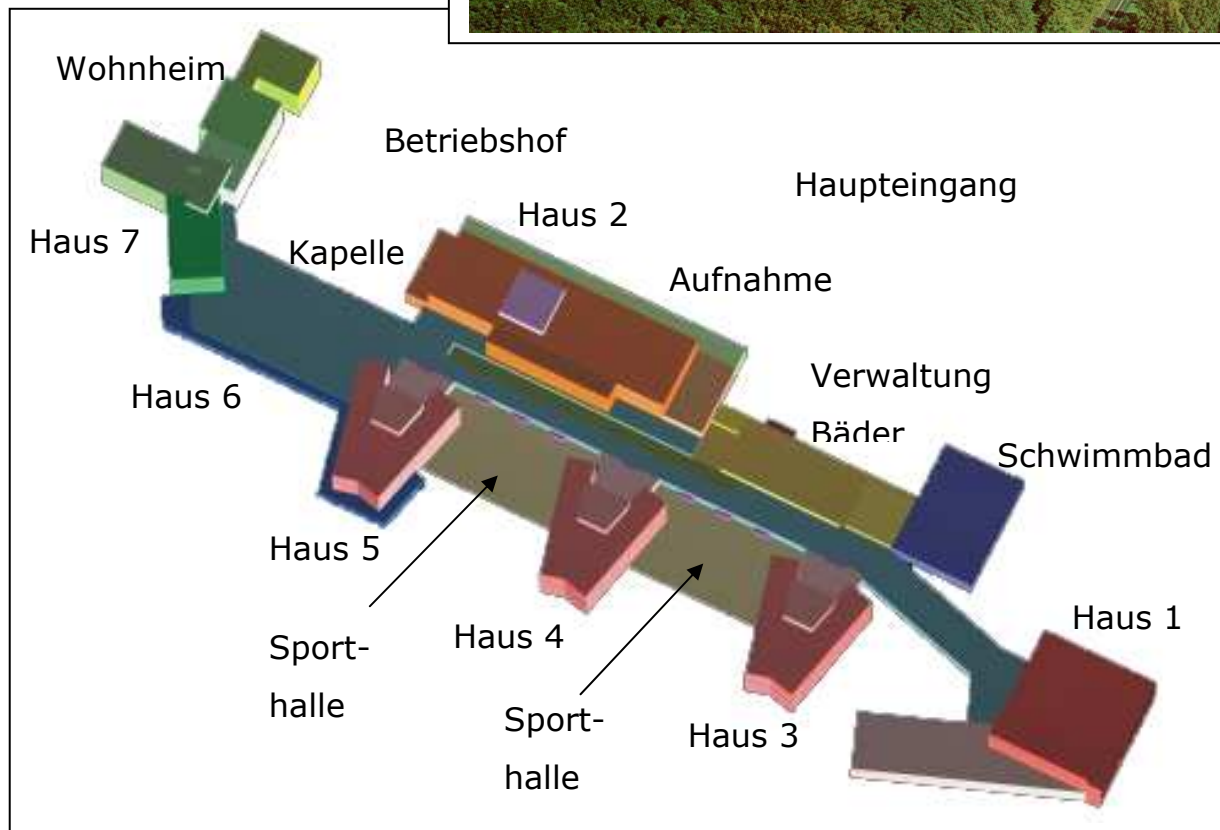 Wohnheim
Betriebshof
Haupteingang
Haus 2
Haus 7
Kapelle
Aufnahme
Verwaltung
Haus 6
Bäder
Schwimmbad
Haus 5
Haus 1
Haus 4
Sport-
halle
Sport-
halle
Haus 3